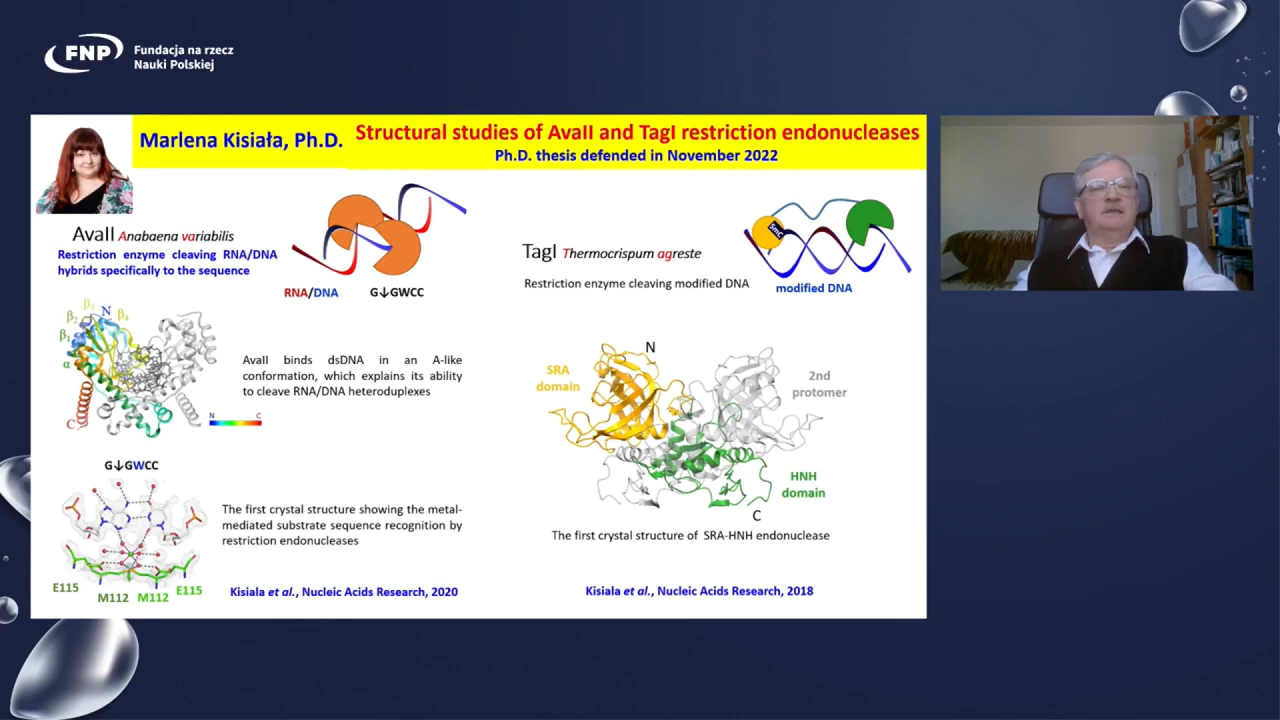 FNP
Fundacja na rzecz
Nauki Polskiej
Marlena Kisiała, Ph.D.
Structural studies of AvaII and TagI restriction endonucleases
Ph.D. thesis defended in November 2022
AvaII Anabaena variabilis
Restriction enzyme cleaving RNA/DNA
hybrids specifically to the sequence
RNA/DNA
G↓GWCC
β3
N
β2
β4
β1
α
C
N
C
AvaII binds dsDNA in an A-like
conformation, which explains its ability
to cleave RNA/DNA heteroduplexes
G↓GWCC
The first crystal structure showing the metal-
mediated substrate sequence recognition by
restriction endonucleases
E115
M112
M112
E115
Kisiala et al., Nucleic Acids Research, 2020
TagI Thermocrispum agreste
Restriction enzyme cleaving modified DNA
5mC
modified DNA
N
SRA
domain
2nd
protomer
HNH
domain
C
The first crystal structure of SRA-HNH endonuclease
Kisiala et al., Nucleic Acids Research, 2018